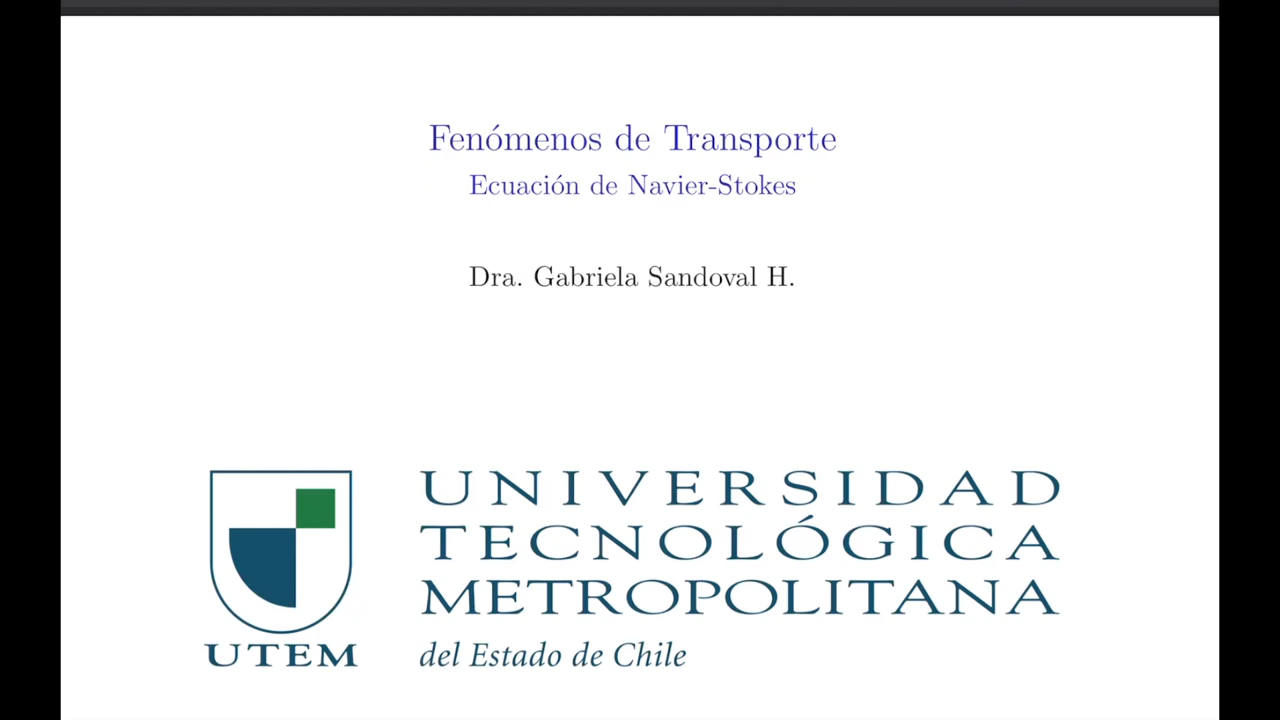 Fenómenos de Transporte
Ecuación de Navier-Stokes
Dra. Gabriela Sandoval H.
UNIVERSIDAD
TECNOLÓGICA
METROPOLITANA
del Estado de Chile
UTEM